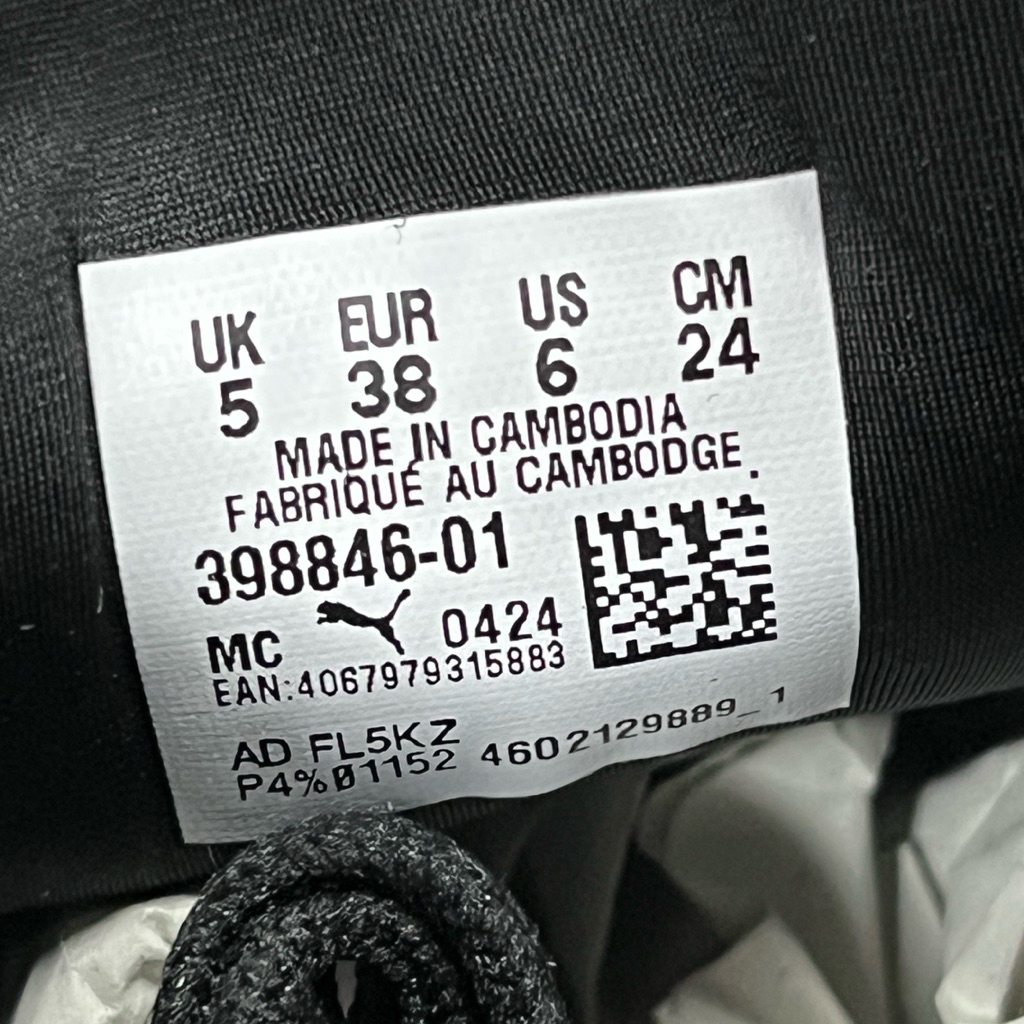 UK EUR US CM
5 38 6 24
MADE IN CAMBODIA
FABRIQUÉ AU CAMBODGE.
398846-01
MC 0424
EAN:4067979315883
AD FL5KZ
P4%01152 4602129889_1